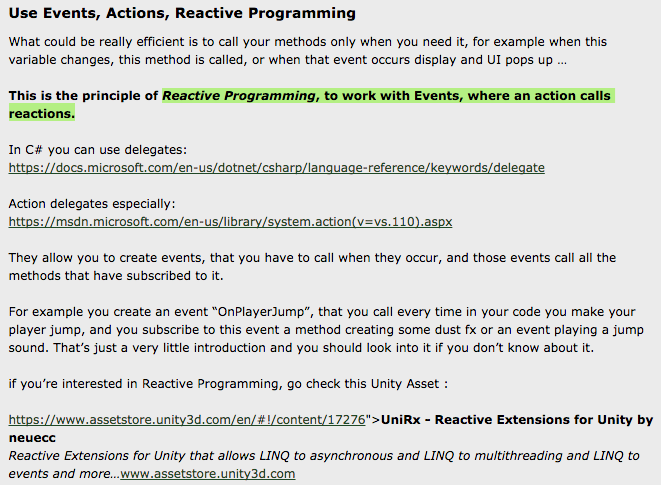 Use Events, Actions, Reactive Programming
What could be really efficient is to call your methods only when you need it, for example when this
variable changes, this method is called, or when that event occurs display and UI pops up …
This is the principle of Reactive Programming, to work with Events, where an action calls
reactions.
In C# you can use delegates:
https://docs.microsoft.com/en-us/dotnet/csharp/language-reference/keywords/delegate
Action delegates especially:
https://msdn.microsoft.com/en-us/library/system.action(v=vs.110).aspx
They allow you to create events, that you have to call when they occur, and those events call all the
methods that have subscribed to it.
For example you create an event “OnPlayerJump”, that you call every time in your code you make your
player jump, and you subscribe to this event a method creating some dust fx or an event playing a jump
sound. That’s just a very little introduction and you should look into it if you don’t know about it.
if you’re interested in Reactive Programming, go check this Unity Asset :
https://www.assetstore.unity3d.com/en/#!/content/17276">UniRx - Reactive Extensions for Unity by
neuecc
Reactive Extensions for Unity that allows LINQ to asynchronous and LINQ to multithreading and LINQ to
events and more…www.assetstore.unity3d.com